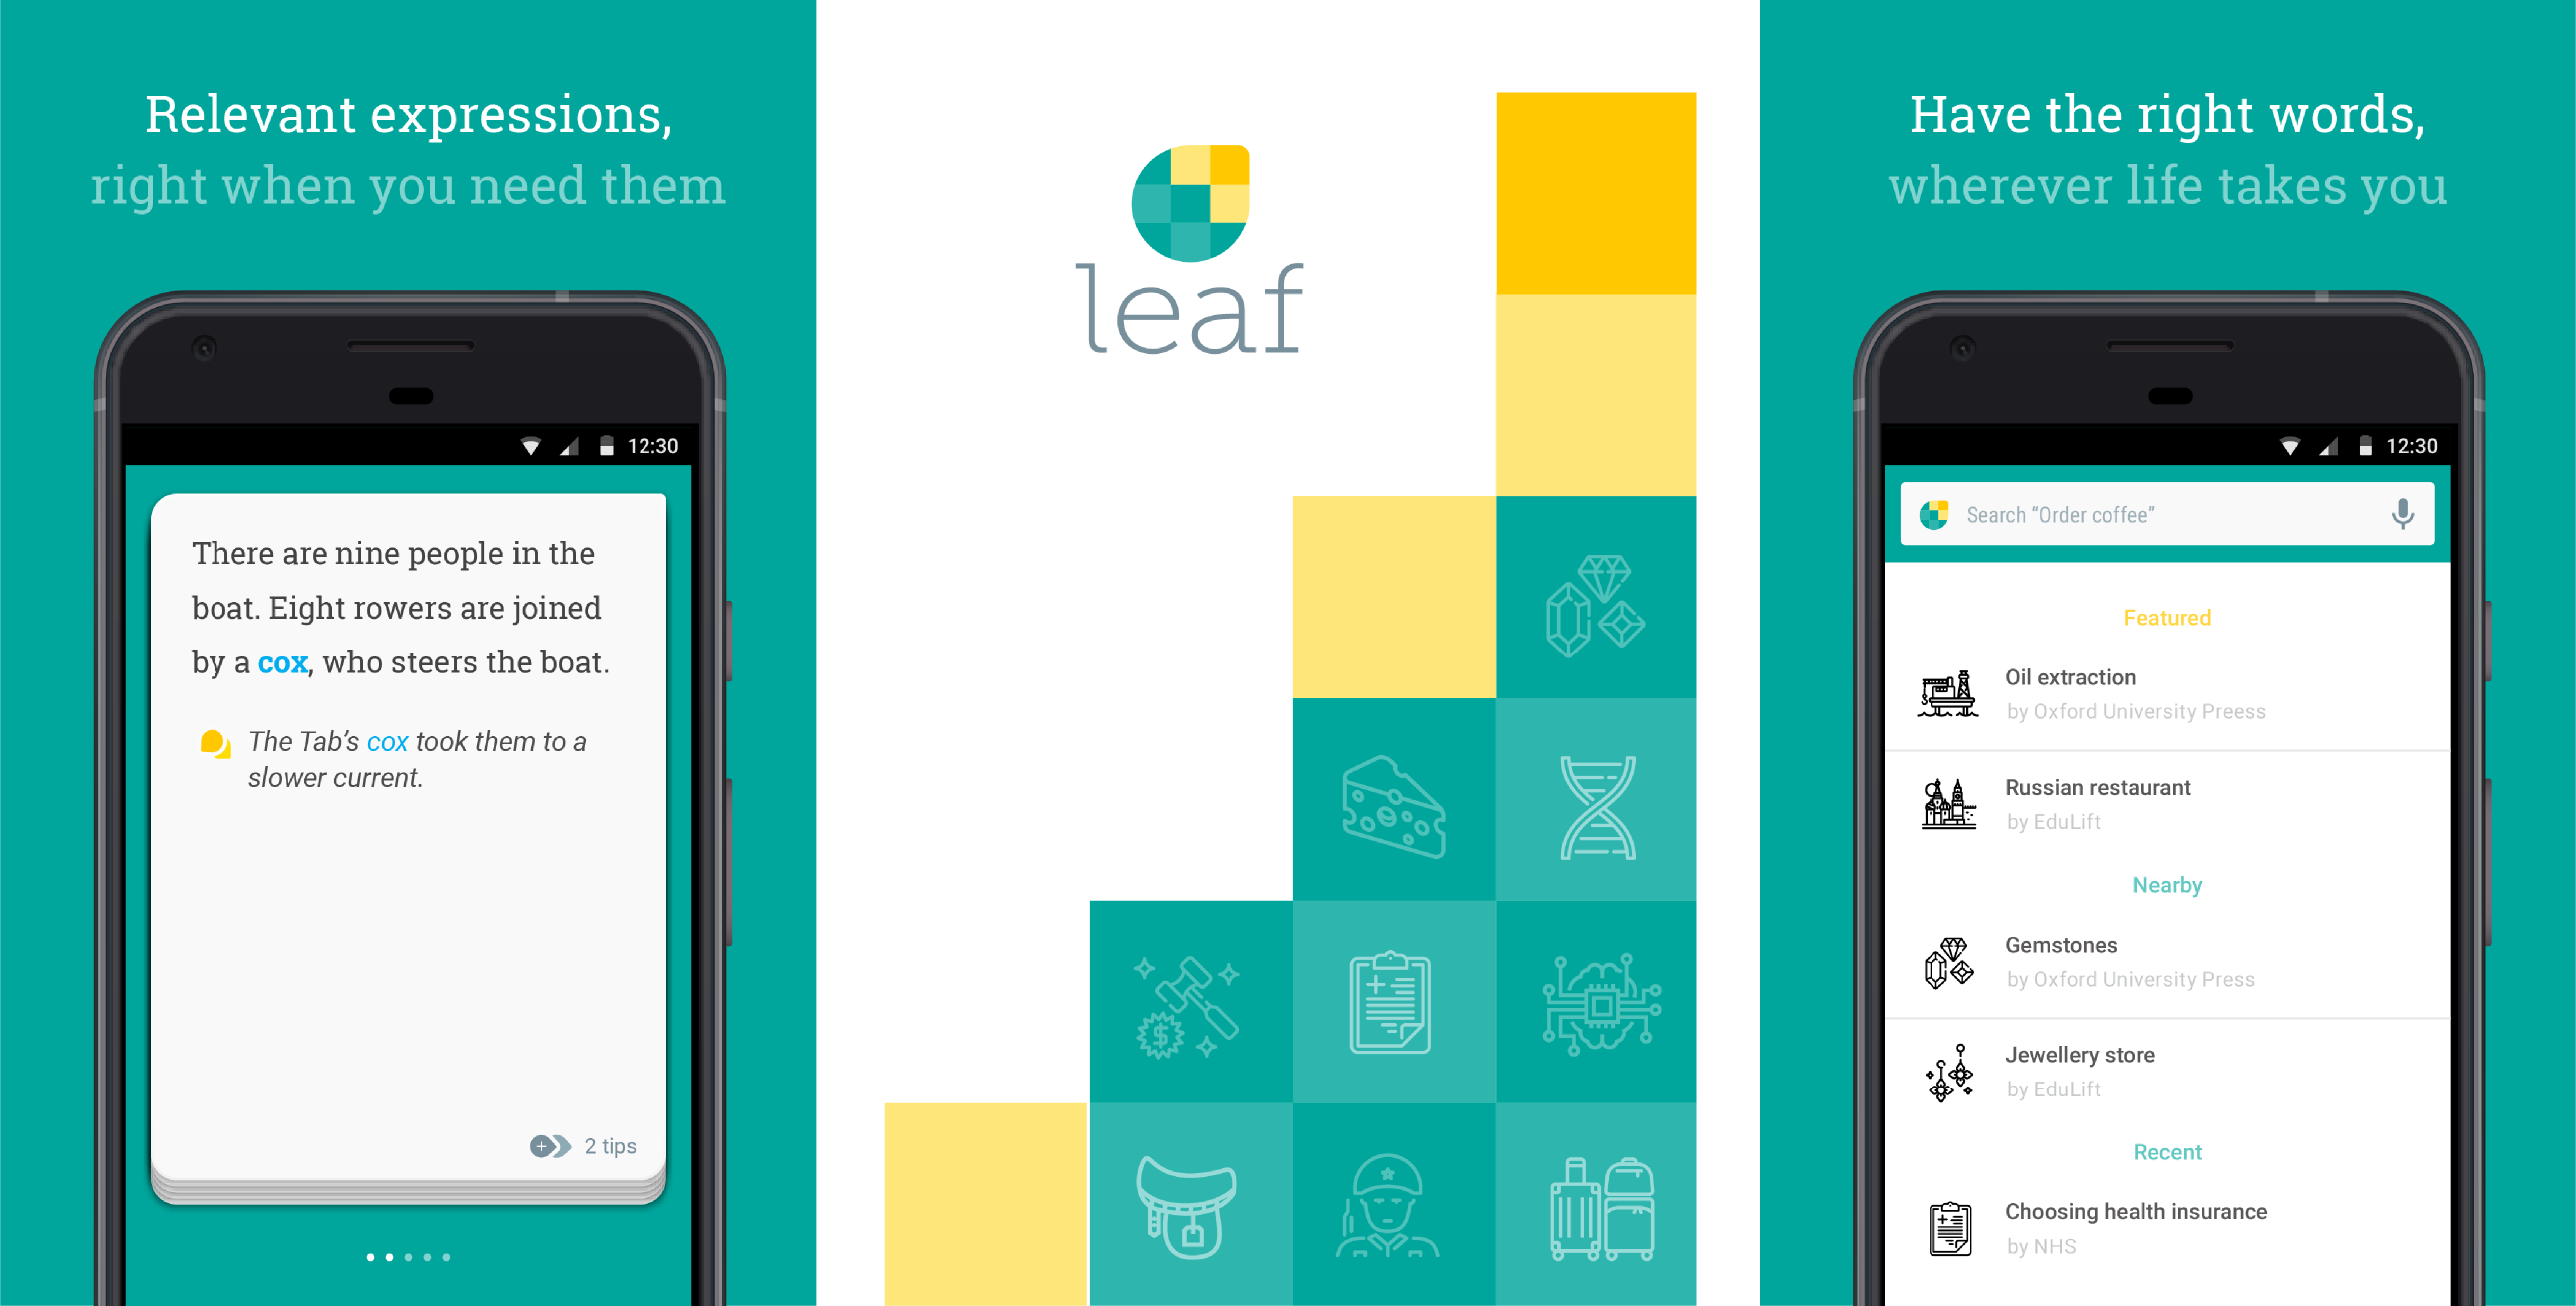 Relevant expressions,
right when you need them
12:30
There are nine people in the
boat. Eight rowers are joined
by a cox, who steers the boat.
The Tab's cox took them to a
slower current.
2 tips
leaf
$
Have the right words,
wherever life takes you
12:30
Search “Order coffee”
Featured
Oil extraction
by Oxford University Preess
Russian restaurant
by EduLift
Nearby
Gemstones
by Oxford University Press
Jewellery store
by EduLift
Recent
Choosing health insurance
by NHS